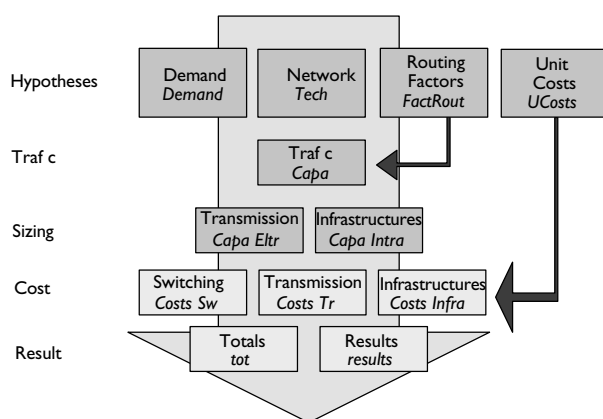 Hypotheses
Demand
Demand
Network
Tech
Routing
Factors
FactRout
Unit
Costs
UCosts
Traf c
Traf c
Capa
Sizing
Transmission
Capa Eltr
Infrastructures
Capa Intra
Cost
Switching
Costs Sw
Transmission
Costs Tr
Infrastructures
Costs Infra
Result
Totals
tot
Results
results